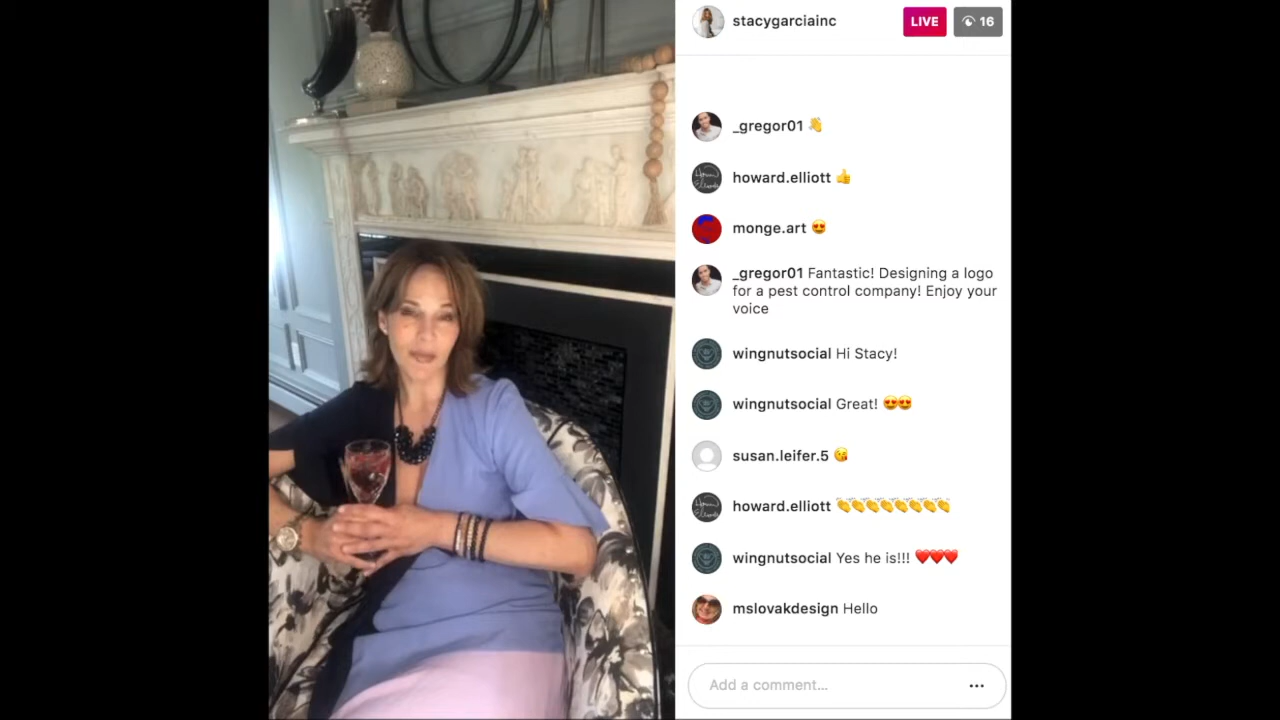 stacygarciainc LIVE 16
_gregor01 👏
howard.elliott 👍
monge.art 😍
_gregor01 Fantastic! Designing a logo
for a pest control company! Enjoy your
voice
wingnutsocial Hi Stacy!
wingnutsocial Great! 😍😍
susan.leifer.5 😘
howard.elliott 👏👏👏👏👏👏👏👏
wingnutsocial Yes he is!!! ❤️❤️❤️
mslovakdesign Hello
Add a comment... •••